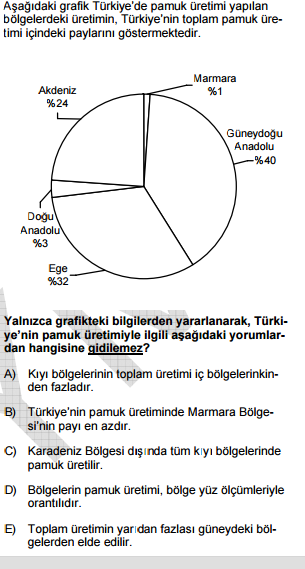 Aşağıdaki grafik Türkiye'de pamuk üretimi yapılan
bölgelerdeki üretimin, Türkiye'nin toplam pamuk üre-
timi içindeki paylarını göstermektedir.
Marmara
%1
Akdeniz
%24
Güneydoğu
Anadolu
%40
Doğu
Anadolu
%3
Ege
%32
Yalnızca grafikteki bilgilerden yararlanarak, Türki-
ye'nin pamuk üretimiyle ilgili aşağıdaki yorumlar-
dan hangisine gidilemez?
A) Kıyı bölgelerinin toplam üretimi iç bölgelerinkin-
den fazladır.
B) Türkiye'nin pamuk üretiminde Marmara Bölge-
si'nin payı en azdır.
C) Karadeniz Bölgesi dışında tüm kıyı bölgelerinde
pamuk üretilir.
D) Bölgelerin pamuk üretimi, bölge yüz ölçümleriyle
orantılıdır.
E) Toplam üretimin yarıdan fazlası güneydeki böl-
gelerden elde edilir.